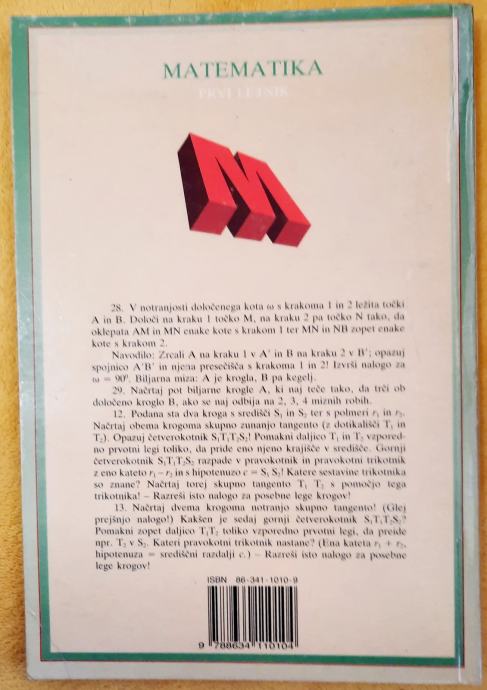 MATEMATIKA
PRVI LETNIK
M
28. V notranjosti določenega kota ω s krakoma 1 in 2 ležita točki
A in B. Določi na kraku 1 točko M, na kraku 2 pa točko N tako, da
oklepata AM in MN enake kote s krakom 1 ter MN in NB zopet enake
kote s krakom 2.
Navodilo: Zrcali A na kraku 1 v A' in B na kraku 2 v B'; opazuj
spojnico A'B' in njena presečišča s krakoma 1 in 2! Izvrši nalogo za
ω = 90⁰. Biljarna miza: A je krogla, B pa kegelj.
29. Načrtaj pot biljarne krogle A, ki naj teče tako, da trči ob
določeno kroglo B, ako se naj odbija na 2, 3, 4 miznih robih.
12. Podana sta dva kroga s središči S₁ in S₂ ter s polmeri r₁ in r₂.
Načrtaj obema krogoma skupno zunanjo tangento (z dotikališči T₁ in
T₂). Opazuj četverokotnik S₁T₁T₂S₂! Pomakni daljico T₁ in T₂ vzpored-
no prvotni legi toliko, da pride eno njeno krajišče v središče. Gornji
četverokotnik S₁T₁T₂S₂ razpade v pravokotnik in pravokotni trikotnik
z eno kateto r₁ – r₂ in s hipotenuzo c = S₁ S₂! Katere sestavine trikotnika
so znane? Načrtaj torej skupno tangento T₁ T₂ s pomočjo tega
trikotnika! – Razreši isto nalogo za posebne lege krogov!
13. Načrtaj dvema krogoma notranjo skupno tangento! (Glej
prejšnjo nalogo!) Kakšen je sedaj gornji četverokotnik S₁T₁T₂S₂?
Pomakni zopet daljico T₁T₂ toliko vzporedno prvotni legi, da preide
npr. T₂ v S₂. Kateri pravokotni trikotnik nastane? (Ena kateta r₁ + r₂,
hipotenuza = središčni razdalji c.) – Razreši isto nalogo za posebne
lege krogov!
ISBN 86-341-1010-9
9 788634 110104